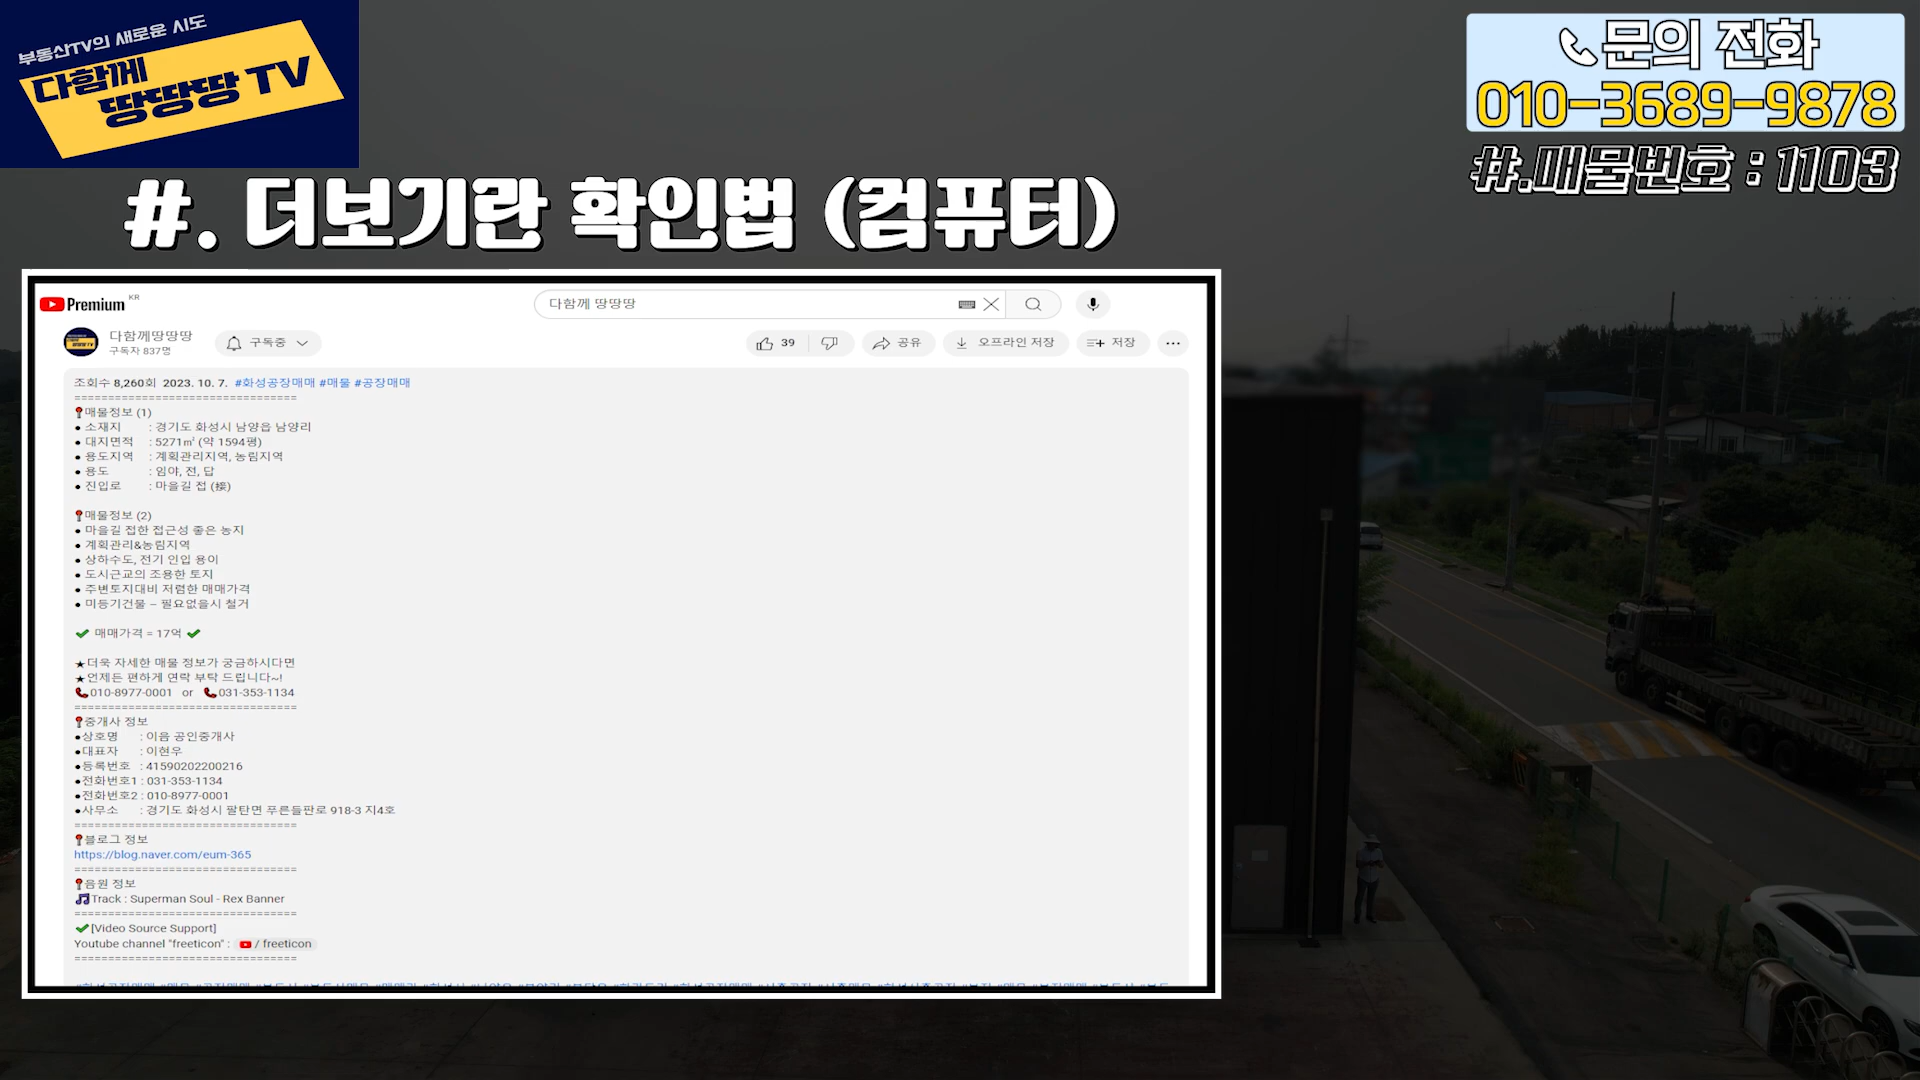 부동산TV의 새로운 시도
다함께
땅땅땅 TV
문의 전화
010-3689-9878
#.매물번호 : 1103
#. 더보기란 확인법 (컴퓨터)
Premium KR
다함께 땅땅땅
다함께땅땅땅
구독자 837명
구독중
39
공유
오프라인 저장
저장
조회수 8,260회 2023. 10. 7. #화성공장매매 #매물 #공장매매
=================================
매물정보 (1)
● 소재지 : 경기도 화성시 남양읍 남양리
● 대지면적 : 5271㎡ (약 1594평)
● 용도지역 : 계획관리지역, 농림지역
● 용도 : 임야, 전, 답
● 진입로 : 마을길 접 (接)
매물정보 (2)
● 마을길 접한 접근성 좋은 농지
● 계획관리&농림지역
● 상하수도, 전기 인입 용이
● 도시근교의 조용한 토지
● 주변토지대비 저렴한 매매가격
● 미등기건물 – 필요없을시 철거
✔ 매매가격 = 17억 ✔
★더욱 자세한 매물 정보가 궁금하시다면
★언제든 편하게 연락 부탁 드립니다~!
📞010-8977-0001 or 📞031-353-1134
=================================
중개사 정보
●상호명 : 이음 공인중개사
●대표자 : 이현우
●등록번호 : 41590202200216
●전화번호1 : 031-353-1134
●전화번호2 : 010-8977-0001
●사무소 : 경기도 화성시 팔탄면 푸른들판로 918-3 지4호
=================================
블로그 정보
https://blog.naver.com/eum-365
=================================
음원 정보
🎵Track : Superman Soul - Rex Banner
=================================
✔[Video Source Support]
Youtube channel "freeticon" : / freeticon
=================================